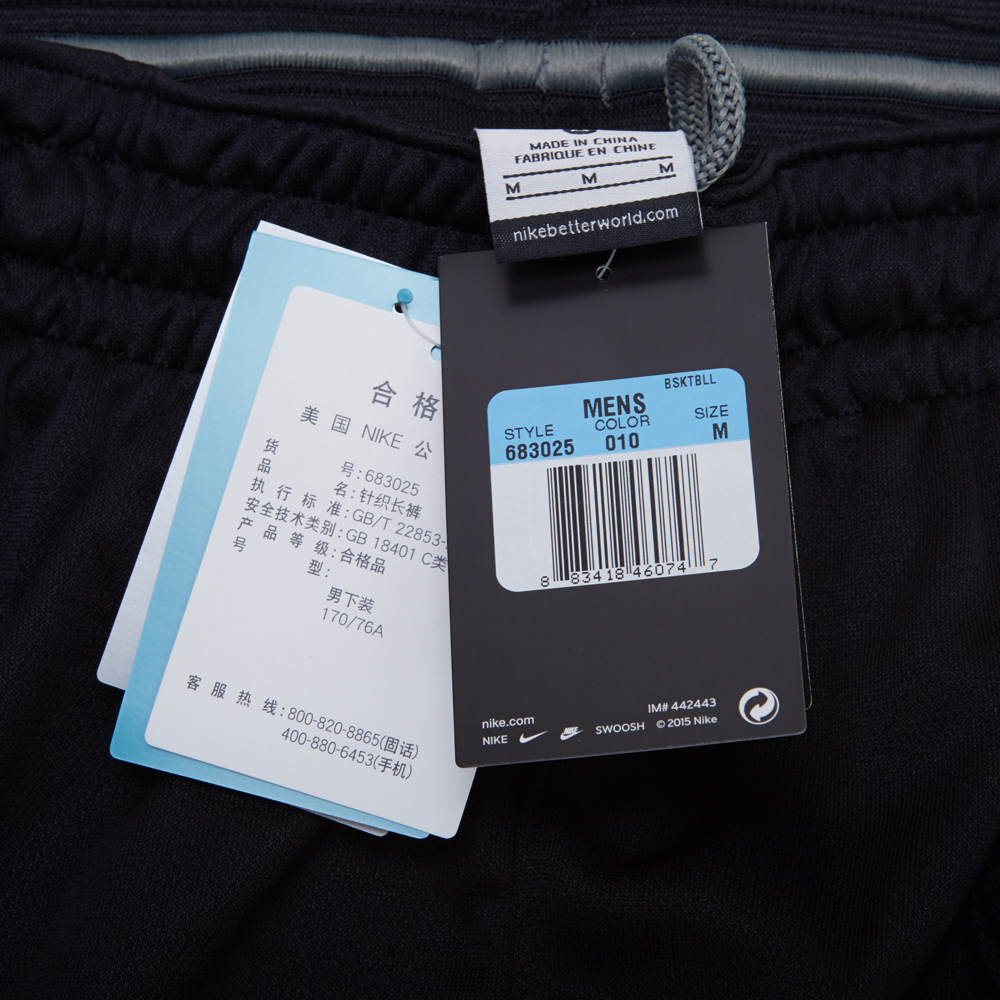 MADE IN CHINA
FABRIQUE EN CHINE
M M M
nikebetterworld.com
合格
美国NIKE公
货 号:683025
品 名:针织长裤
执行标准:GB/T 22853-
安全技术类别:GB 18401 C类
产品等级:合格品
号 型:
男下装
170/76A
客服热线:800-820-8865(固话)
400-880-6453(手机)
BSKTBLL
MENS
STYLE COLOR SIZE
683025 010 M
8 83418 46074 7
nike.com IM# 442443
NIKE SWOOSH © 2015 Nike